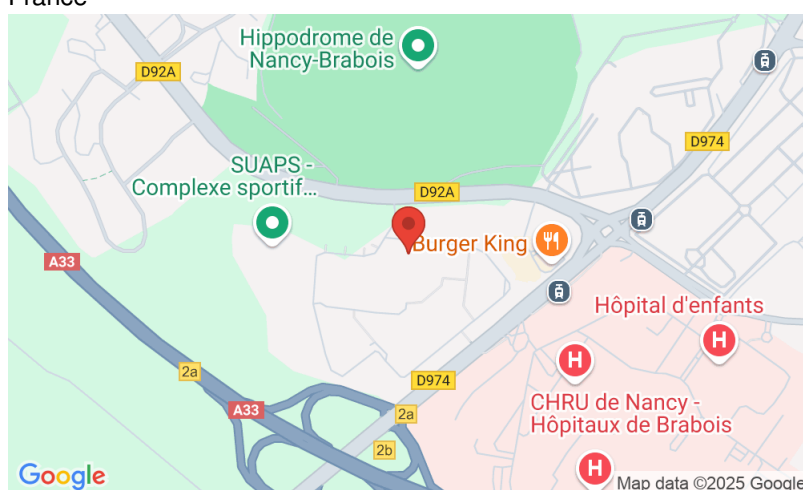 France
Hippodrome de
Nancy-Brabois
D92A
D974
SUAPS -
Complexe sportif...
D92A
Burger King
A33
Hôpital d'enfants
H
H
2a
D974
A33
2a
CHRU de Nancy -
Hôpitaux de Brabois
2b
H
Google
Map data ©2025 Google